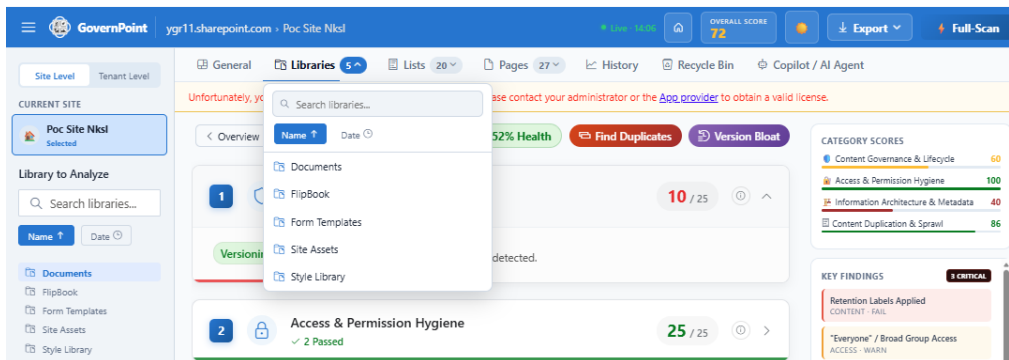 GovernPoint
ygr11.sharepoint.com › Poc Site Nksl
Live · 14:06
OVERALL SCORE
72
Export
Full-Scan
Site Level
Tenant Level
General
Libraries 5
Lists 20
Pages 27
History
Recycle Bin
Copilot / AI Agent
CURRENT SITE
Poc Site Nksl
Selected
Library to Analyze
Search libraries...
Name ↑
Date
Documents
FlipBook
Form Templates
Site Assets
Style Library
Unfortunately,
contact your administrator or the App provider to obtain a valid license.
Search libraries...
Name ↑
Date
Documents
FlipBook
Form Templates
Site Assets
Style Library
Overview
52% Health
Find Duplicates
Version Bloat
1
10 / 25
detected.
2
Access & Permission Hygiene
✓ 2 Passed
25 / 25
CATEGORY SCORES
Content Governance & Lifecycle 60
Access & Permission Hygiene 100
Information Architecture & Metadata 40
Content Duplication & Sprawl 86
KEY FINDINGS
3 CRITICAL
Retention Labels Applied
CONTENT · FAIL
"Everyone" / Broad Group Access
ACCESS · WARN